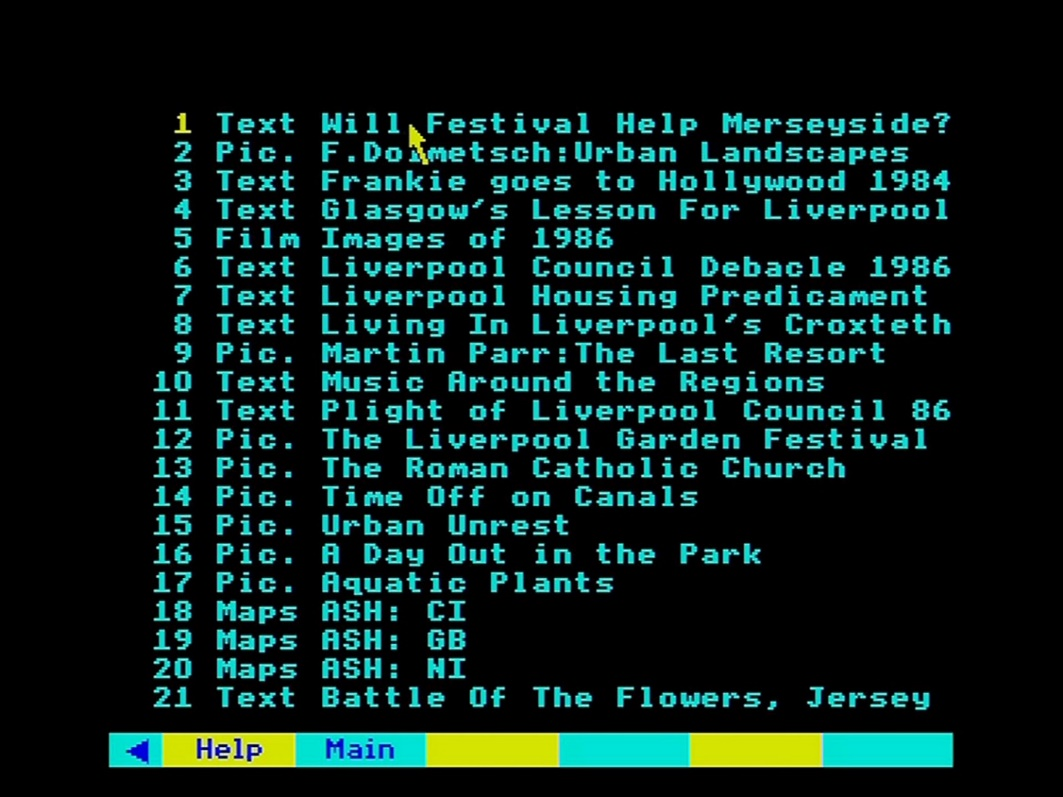 1 Text Will Festival Help Merseyside?
2 Pic. F.Dolmetsch:Urban Landscapes
3 Text Frankie goes to Hollywood 1984
4 Text Glasgow's Lesson For Liverpool
5 Film Images of 1986
6 Text Liverpool Council Debacle 1986
7 Text Liverpool Housing Predicament
8 Text Living In Liverpool's Croxteth
9 Pic. Martin Parr:The Last Resort
10 Text Music Around the Regions
11 Text Plight of Liverpool Council 86
12 Pic. The Liverpool Garden Festival
13 Pic. The Roman Catholic Church
14 Pic. Time Off on Canals
15 Pic. Urban Unrest
16 Pic. A Day Out in the Park
17 Pic. Aquatic Plants
18 Maps ASH: CI
19 Maps ASH: GB
20 Maps ASH: NI
21 Text Battle Of The Flowers, Jersey
Help Main